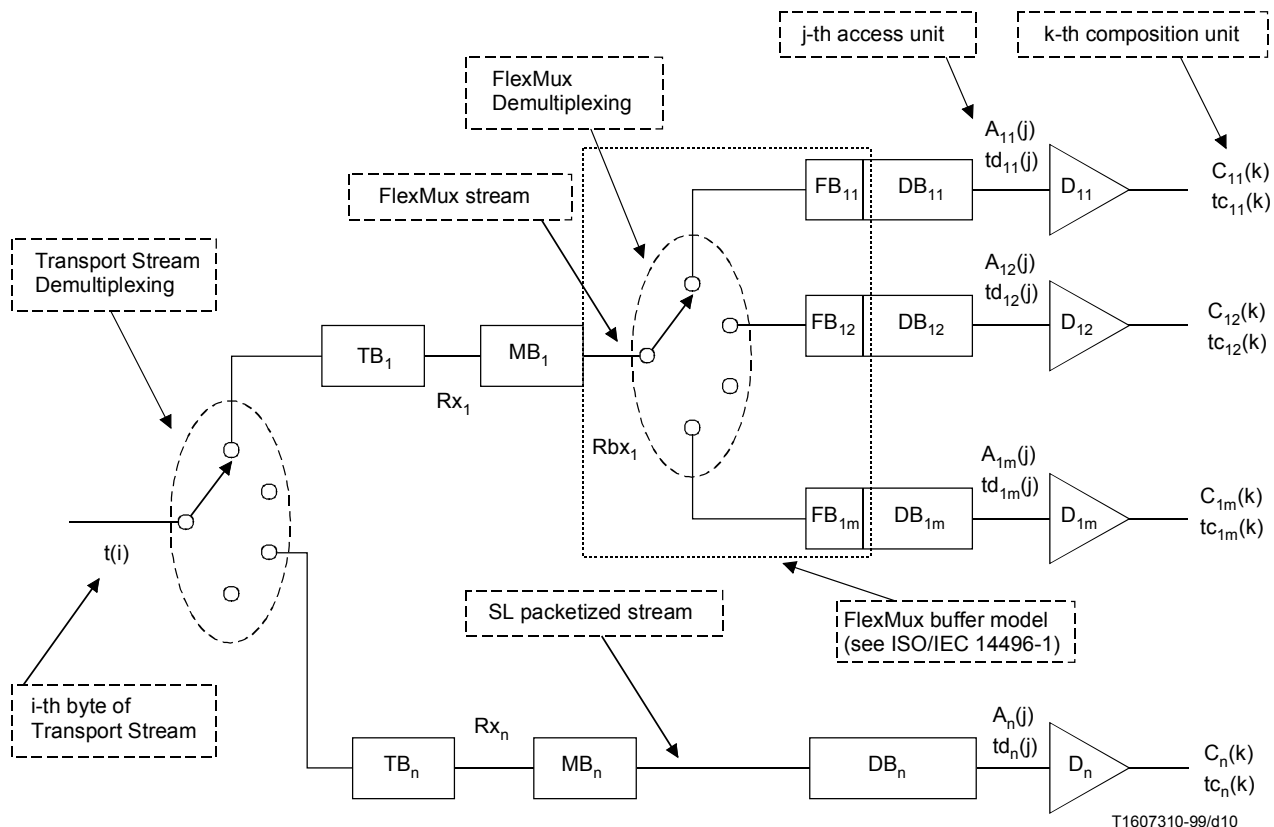 j-th access unit
k-th composition unit
FlexMux
Demultiplexing
A₁₁(j)
td₁₁(j)
C₁₁(k)
tc₁₁(k)
FB₁₁
DB₁₁
D₁₁
FlexMux stream
Transport Stream
Demultiplexing
A₁₂(j)
td₁₂(j)
C₁₂(k)
tc₁₂(k)
FB₁₂
DB₁₂
D₁₂
TB₁
MB₁
Rx₁
Rbx₁
A₁ₘ(j)
td₁ₘ(j)
C₁ₘ(k)
tc₁ₘ(k)
FB₁ₘ
DB₁ₘ
D₁ₘ
t(i)
SL packetized stream
FlexMux buffer model
(see ISO/IEC 14496-1)
i-th byte of
Transport Stream
Rxₙ
Aₙ(j)
tdₙ(j)
Cₙ(k)
tcₙ(k)
TBₙ
MBₙ
DBₙ
Dₙ
T1607310-99/d10